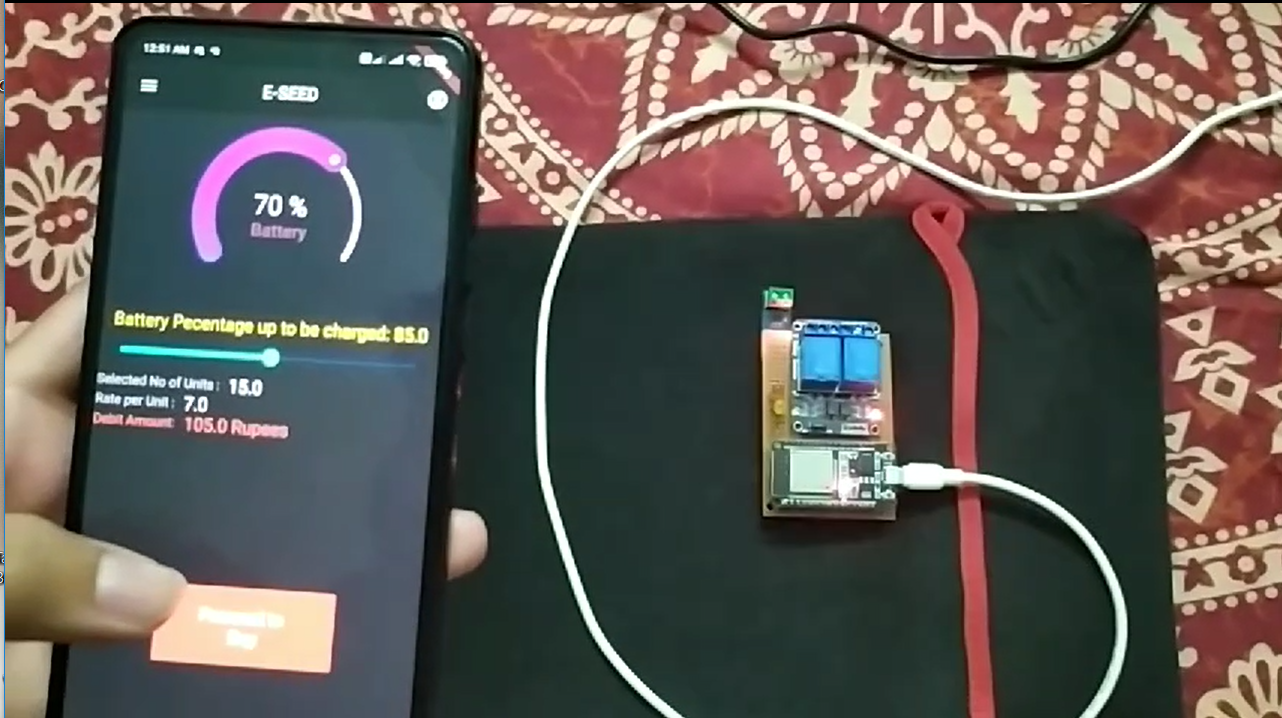 12:51 AM
E-SEED
70 %
Battery
Battery Pecentage up to be charged: 85.0
Selected No of Units : 15.0
Rate per Unit : 7.0
Debit Amount: 105.0 Rupees
Proceed to